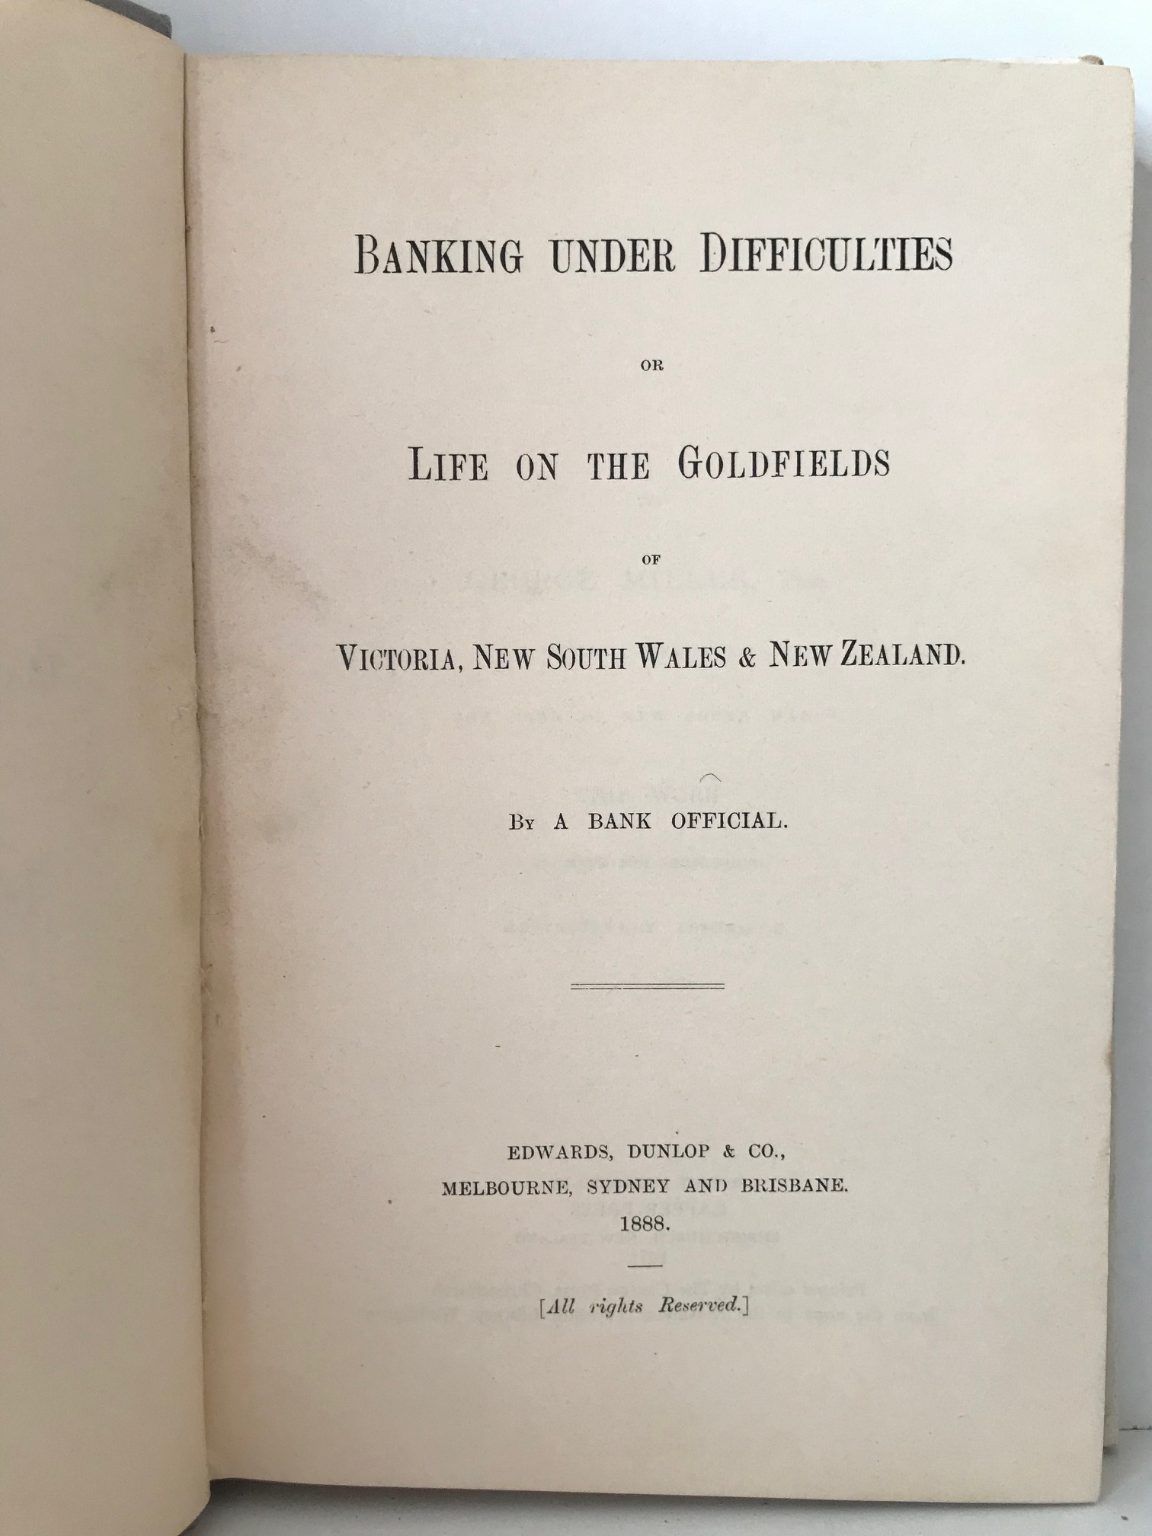 BANKING UNDER DIFFICULTIES
OR
LIFE ON THE GOLDFIELDS
OF
VICTORIA, NEW SOUTH WALES & NEW ZEALAND.
BY A BANK OFFICIAL.
EDWARDS, DUNLOP & CO.,
MELBOURNE, SYDNEY AND BRISBANE.
1888.
[All rights Reserved.]